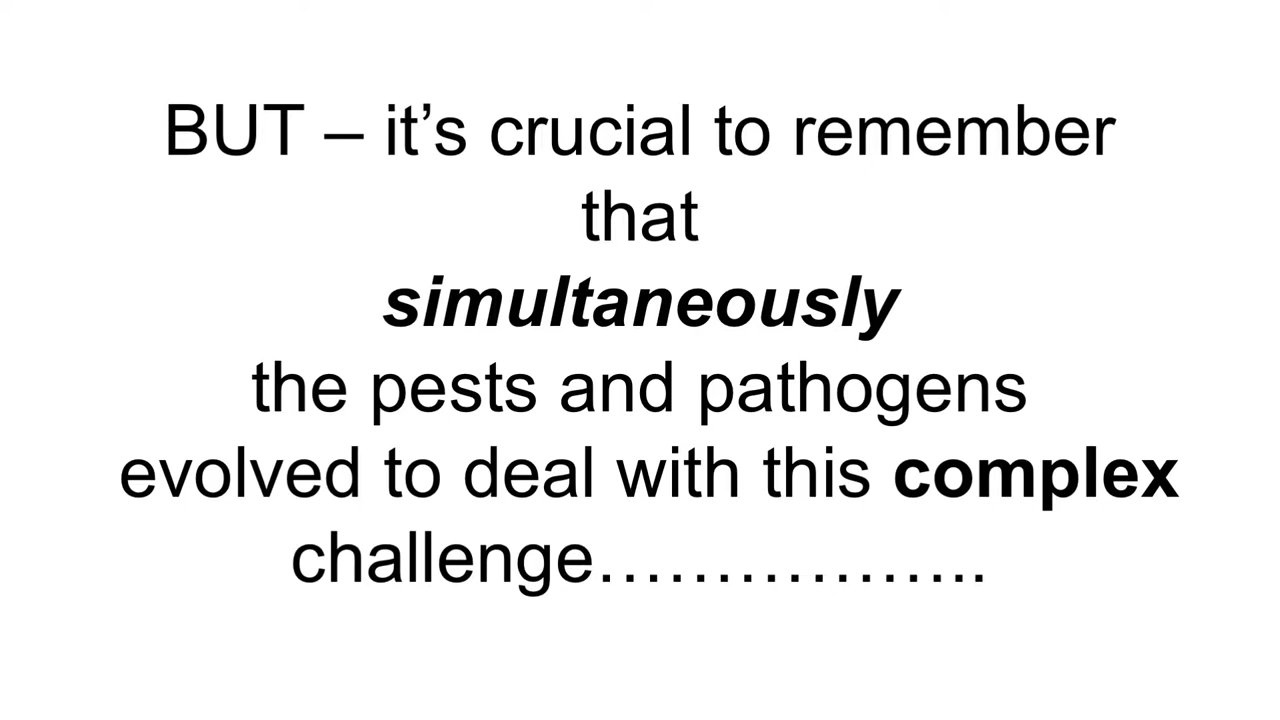 BUT – it’s crucial to remember
that
simultaneously
the pests and pathogens
evolved to deal with this complex
challenge……………..